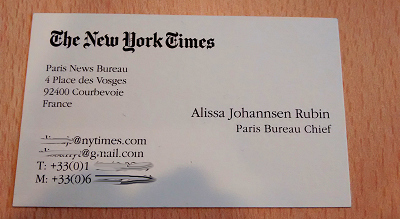 The New York Times
Paris News Bureau
4 Place des Vosges
92400 Courbevoie
France
Alissa Johannsen Rubin
Paris Bureau Chief
@nytimes.com
@gmail.com
T: +33(0)1
M: +33(0)6